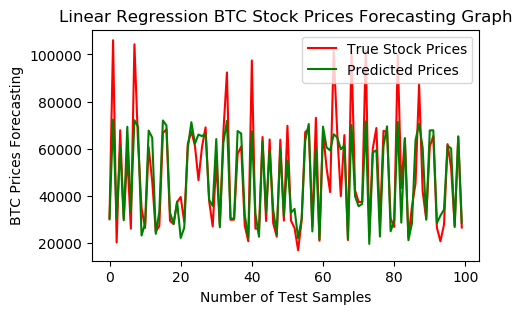 Linear Regression BTC Stock Prices Forecasting Graph
True Stock Prices
Predicted Prices
BTC Prices Forecasting
100000
80000
60000
40000
20000
0
20
40
60
80
100
Number of Test Samples